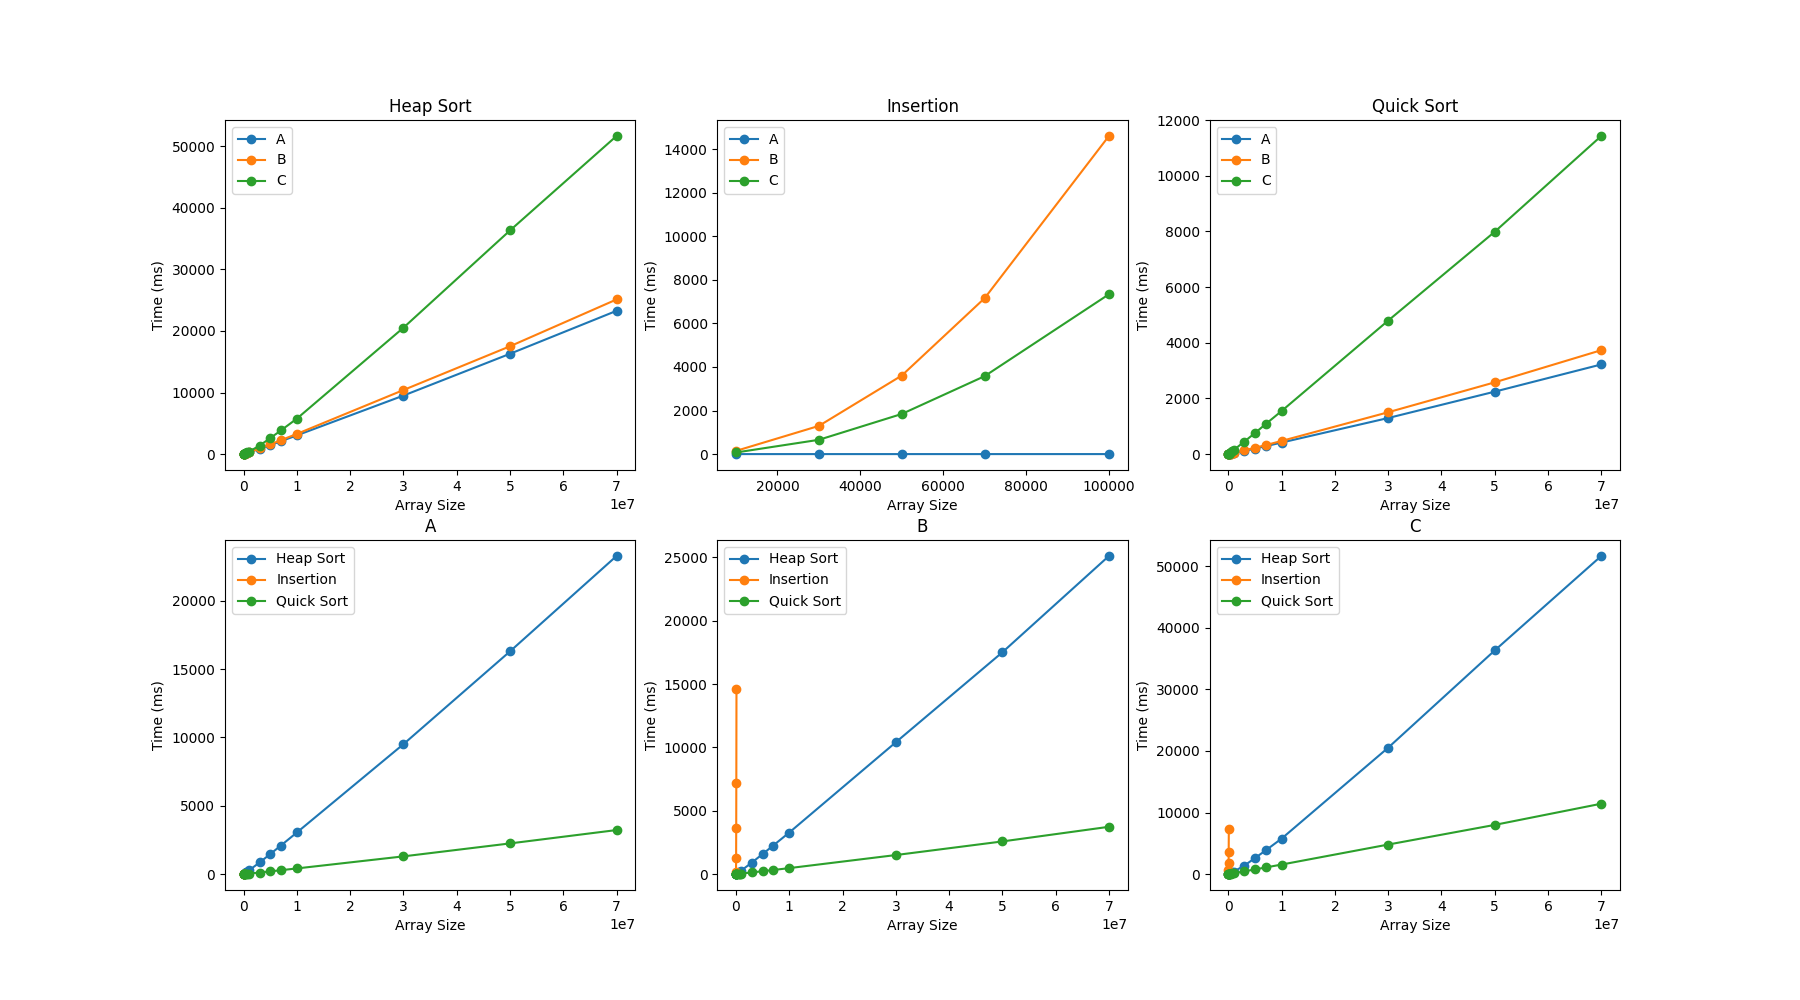 Heap Sort
Time (ms)
50000
40000
30000
20000
10000
0
A
B
C
0 1 2 3 4 5 6 7
1e7
Array Size
Insertion
Time (ms)
14000
12000
10000
8000
6000
4000
2000
0
A
B
C
20000 40000 60000 80000 100000
Array Size
Quick Sort
Time (ms)
12000
10000
8000
6000
4000
2000
0
A
B
C
0 1 2 3 4 5 6 7
1e7
Array Size
A
Time (ms)
20000
15000
10000
5000
0
Heap Sort
Insertion
Quick Sort
0 1 2 3 4 5 6 7
1e7
Array Size
B
Time (ms)
25000
20000
15000
10000
5000
0
Heap Sort
Insertion
Quick Sort
0 1 2 3 4 5 6 7
1e7
Array Size
C
Time (ms)
50000
40000
30000
20000
10000
0
Heap Sort
Insertion
Quick Sort
0 1 2 3 4 5 6 7
1e7
Array Size